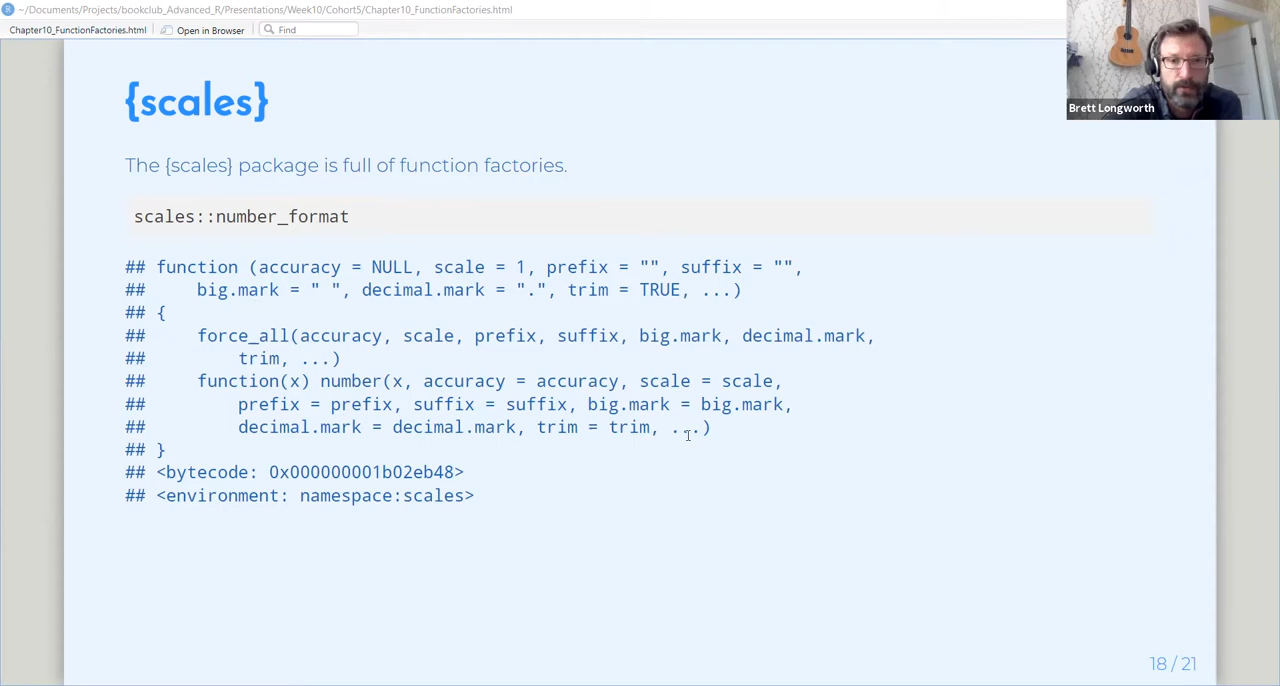 ~/Documents/Projects/bookclub_Advanced_R/Presentations/Week10/Cohort5/Chapter10_FunctionFactories.html
Chapter10_FunctionFactories.html Open in Browser Find
Brett Longworth
{scales}
The {scales} package is full of function factories.
scales::number_format
## function (accuracy = NULL, scale = 1, prefix = "", suffix = "",
##     big.mark = " ", decimal.mark = ".", trim = TRUE, ...)
## {
##     force_all(accuracy, scale, prefix, suffix, big.mark, decimal.mark,
##         trim, ...)
##     function(x) number(x, accuracy = accuracy, scale = scale,
##         prefix = prefix, suffix = suffix, big.mark = big.mark,
##         decimal.mark = decimal.mark, trim = trim, ...)
## }
## <bytecode: 0x000000001b02eb48>
## <environment: namespace:scales>
18 / 21